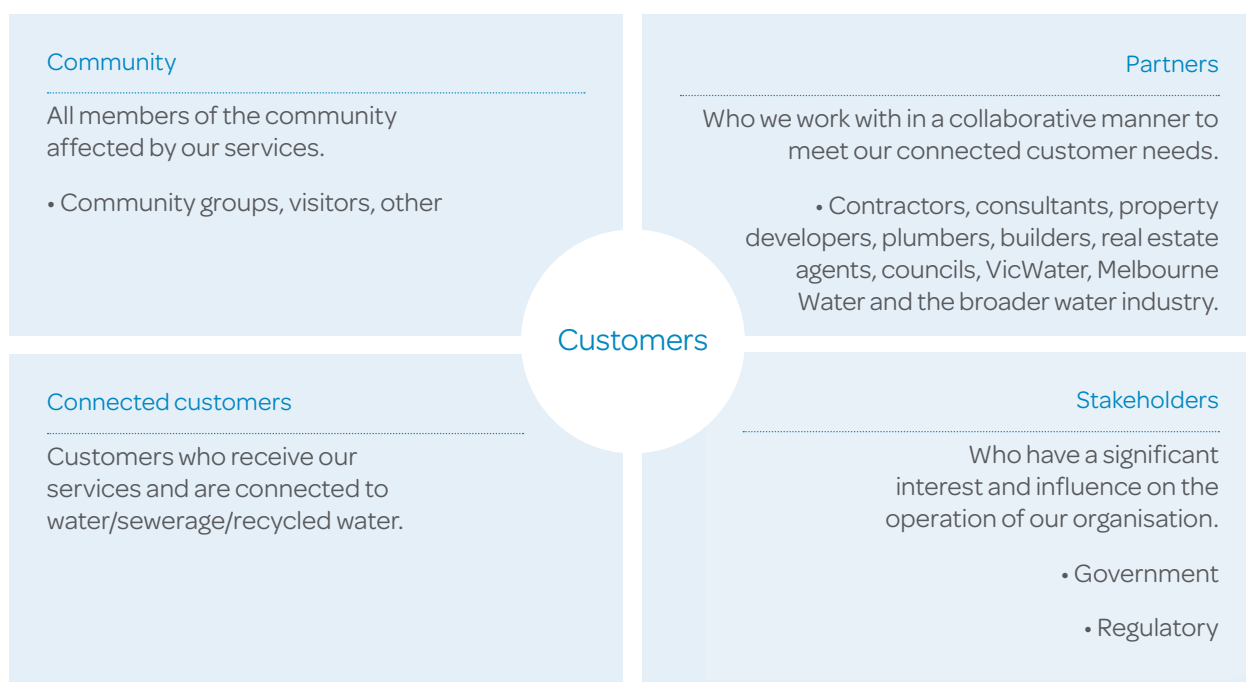 Community
All members of the community
affected by our services.
• Community groups, visitors, other
Partners
Who we work with in a collaborative manner to
meet our connected customer needs.
• Contractors, consultants, property
developers, plumbers, builders, real estate
agents, councils, VicWater, Melbourne
Water and the broader water industry.
Customers
Connected customers
Customers who receive our
services and are connected to
water/sewerage/recycled water.
Stakeholders
Who have a significant
interest and influence on the
operation of our organisation.
• Government
• Regulatory